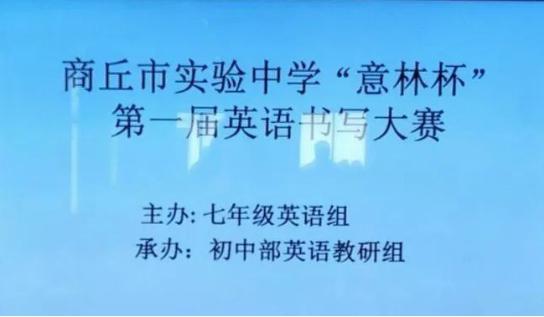 商丘市实验中学“意林杯”
第一届英语书写大赛
主办:七年级英语组
承办：初中部英语教研组